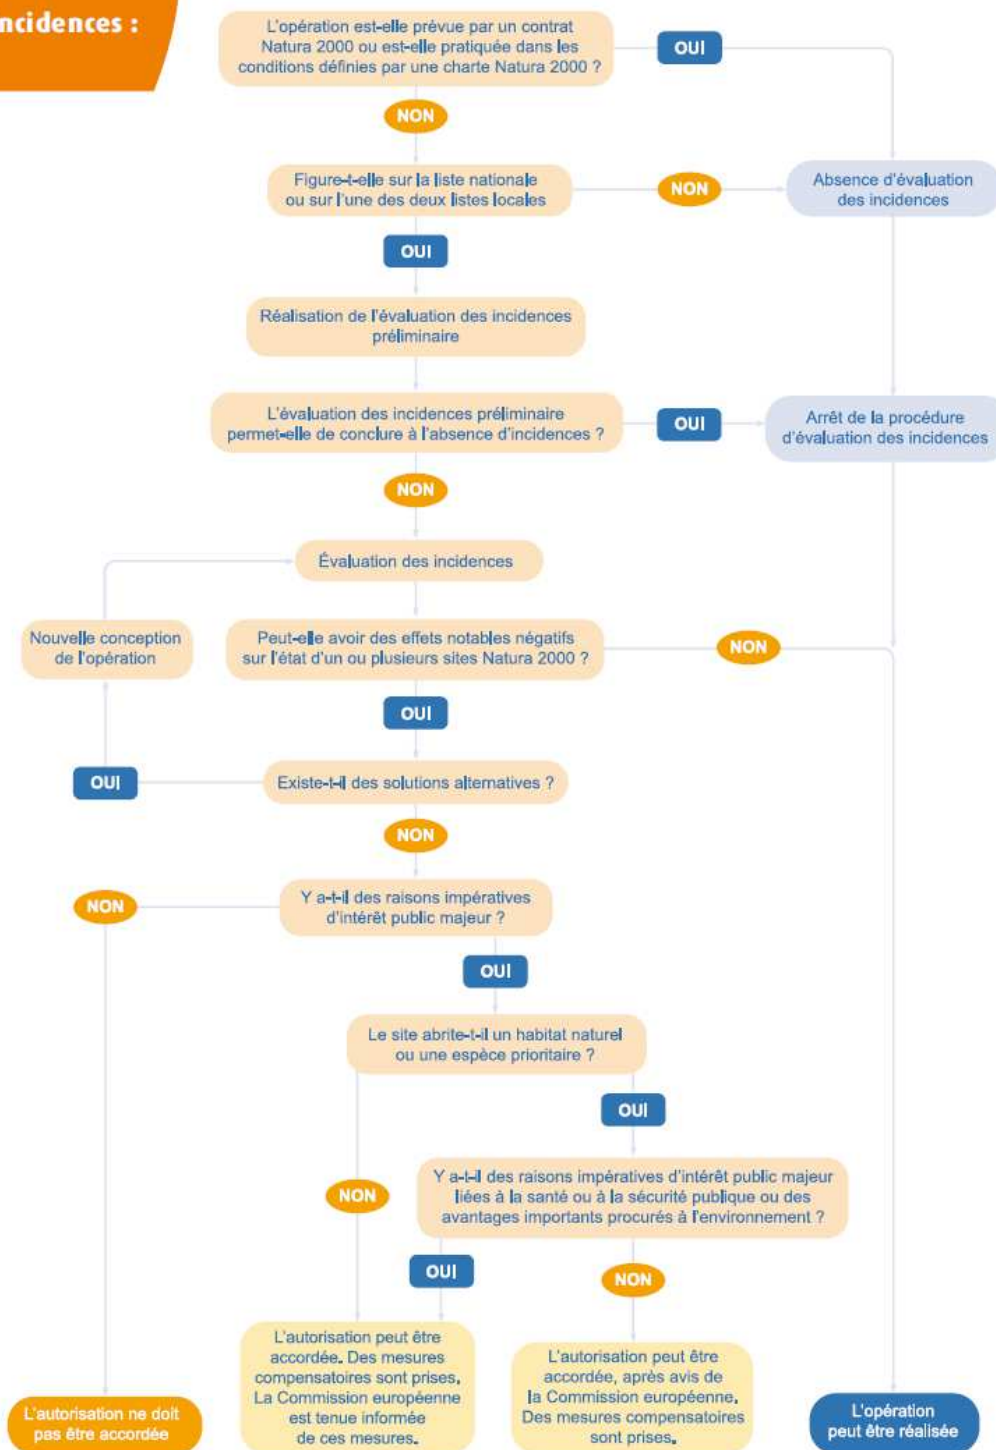 ncidences :
L'opération est-elle prévue par un contrat
Natura 2000 ou est-elle pratiquée dans les
conditions définies par une charte Natura 2000 ?
OUI
NON
Figure-t-elle sur la liste nationale
ou sur l'une des deux listes locales
NON
Absence d'évaluation
des incidences
OUI
Réalisation de l'évaluation des incidences
préliminaire
L'évaluation des incidences préliminaire
permet-elle de conclure à l'absence d'incidences ?
OUI
Arrêt de la procédure
d'évaluation des incidences
NON
Évaluation des incidences
Nouvelle conception
de l'opération
Peut-elle avoir des effets notables négatifs
sur l'état d'un ou plusieurs sites Natura 2000 ?
NON
OUI
Existe-t-il des solutions alternatives ?
OUI
NON
Y a-t-il des raisons impératives
d'intérêt public majeur ?
NON
OUI
Le site abrite-t-il un habitat naturel
ou une espèce prioritaire ?
OUI
NON
Y a-t-il des raisons impératives d'intérêt public majeur
liées à la santé ou à la sécurité publique ou des
avantages importants procurés à l'environnement ?
OUI
NON
L'autorisation ne doit
pas être accordée
L'autorisation peut être
accordée. Des mesures
compensatoires sont prises.
La Commission européenne
est tenue informée
de ces mesures.
L'autorisation peut être
accordée, après avis de
la Commission européenne.
Des mesures compensatoires
sont prises.
L'opération
peut être réalisée